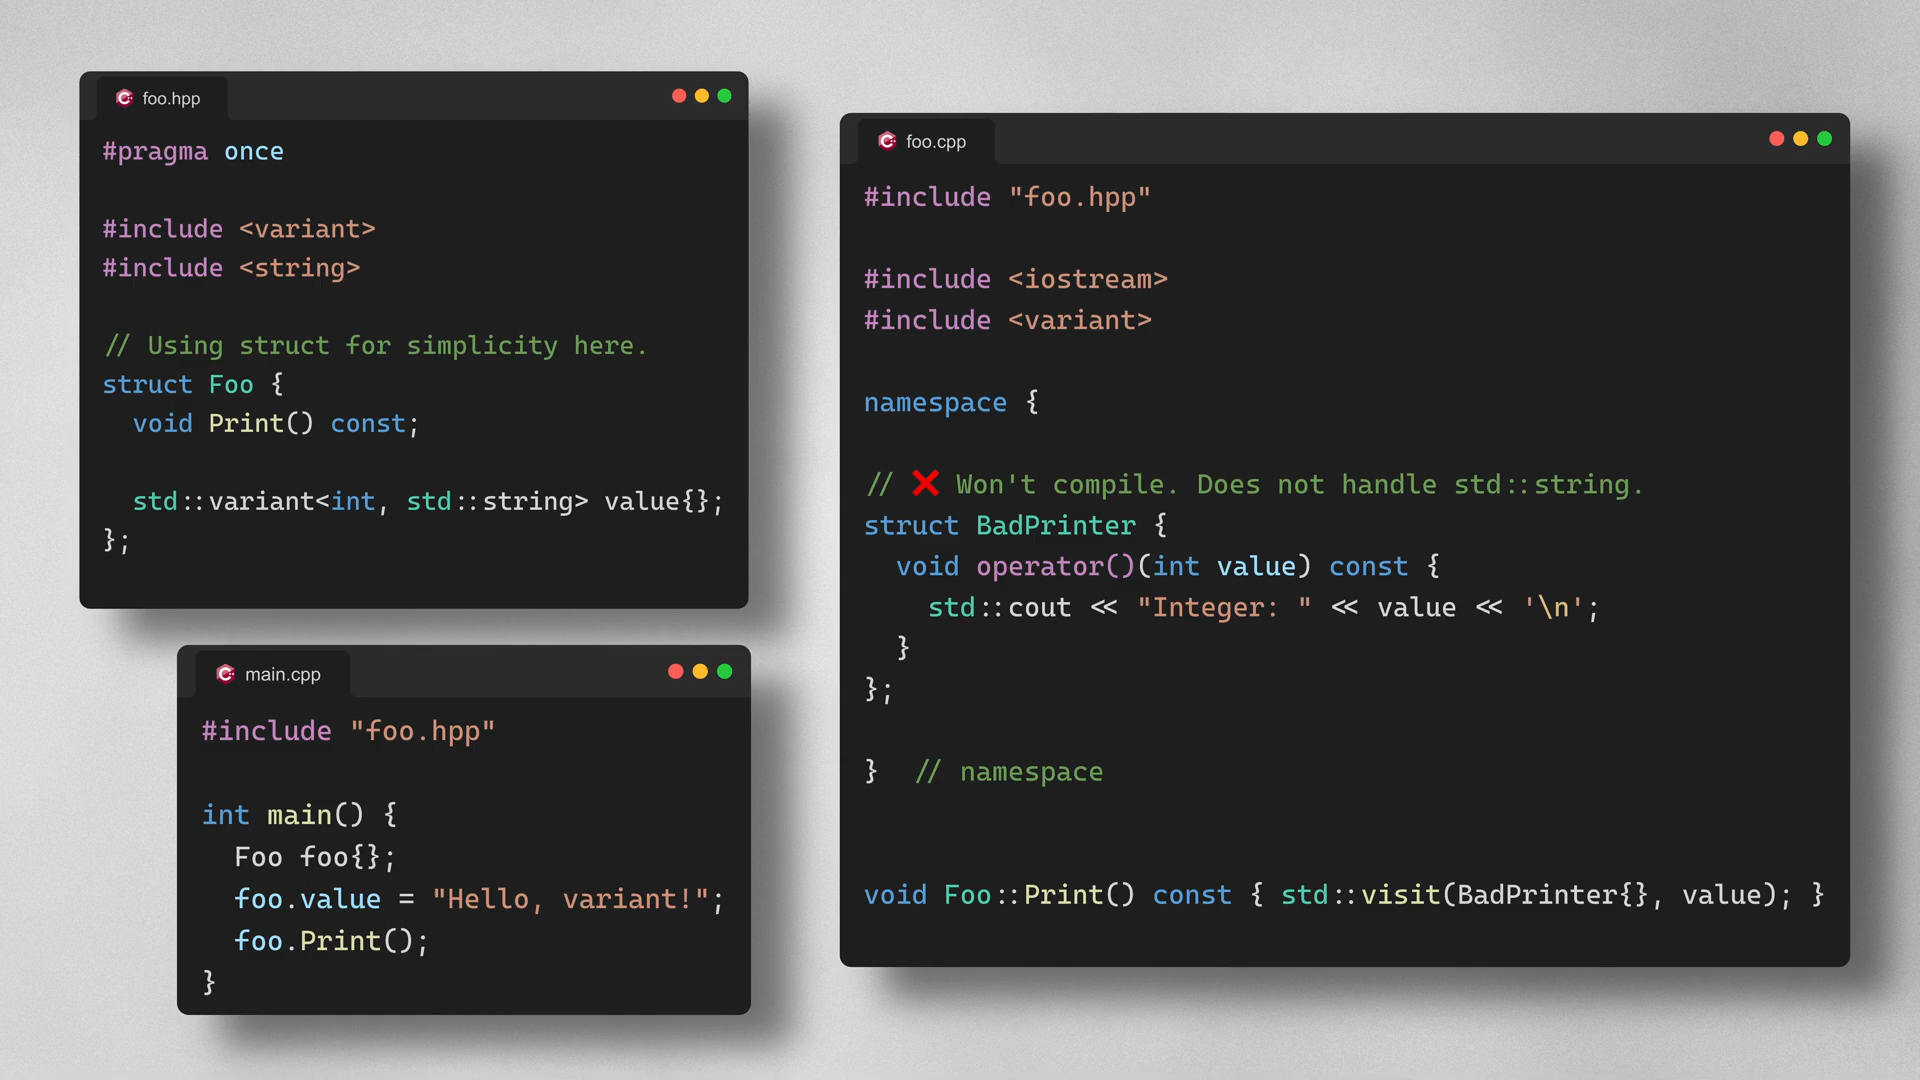 foo.hpp
#pragma once
#include <variant>
#include <string>
// Using struct for simplicity here.
struct Foo {
  void Print() const;
  std::variant<int, std::string> value{};
};
main.cpp
#include "foo.hpp"
int main() {
  Foo foo{};
  foo.value = "Hello, variant!";
  foo.Print();
}
foo.cpp
#include "foo.hpp"
#include <iostream>
#include <variant>
namespace {
// ❌ Won't compile. Does not handle std::string.
struct BadPrinter {
  void operator()(int value) const {
    std::cout << "Integer: " << value << '\n';
  }
};
}  // namespace
void Foo::Print() const { std::visit(BadPrinter{}, value); }